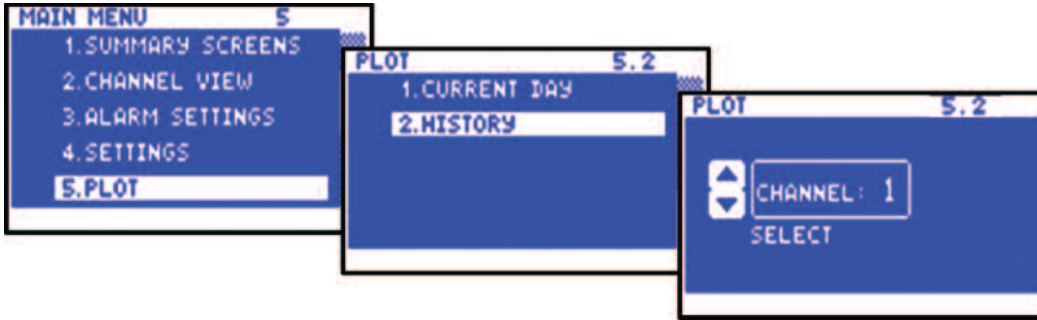 MAIN MENU 5
1.SUMMARY SCREENS
2.CHANNEL VIEW
3.ALARM SETTINGS
4.SETTINGS
5.PLOT
PLOT 5.2
1.CURRENT DAY
2.HISTORY
PLOT 5.2
CHANNEL: 1
SELECT